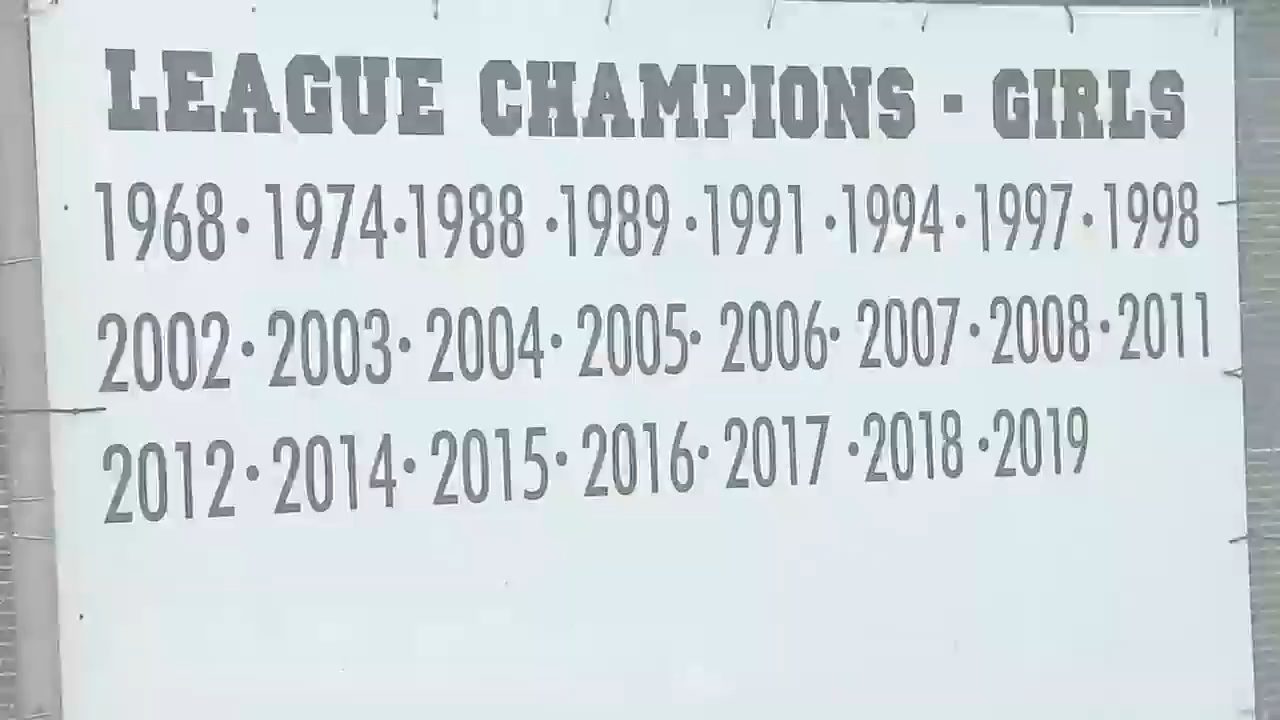 LEAGUE CHAMPIONS - GIRLS
1968 · 1974 · 1988 · 1989 · 1991 · 1994 · 1997 · 1998
2002 · 2003 · 2004 · 2005 · 2006 · 2007 · 2008 · 2011
2012 · 2014 · 2015 · 2016 · 2017 · 2018 · 2019